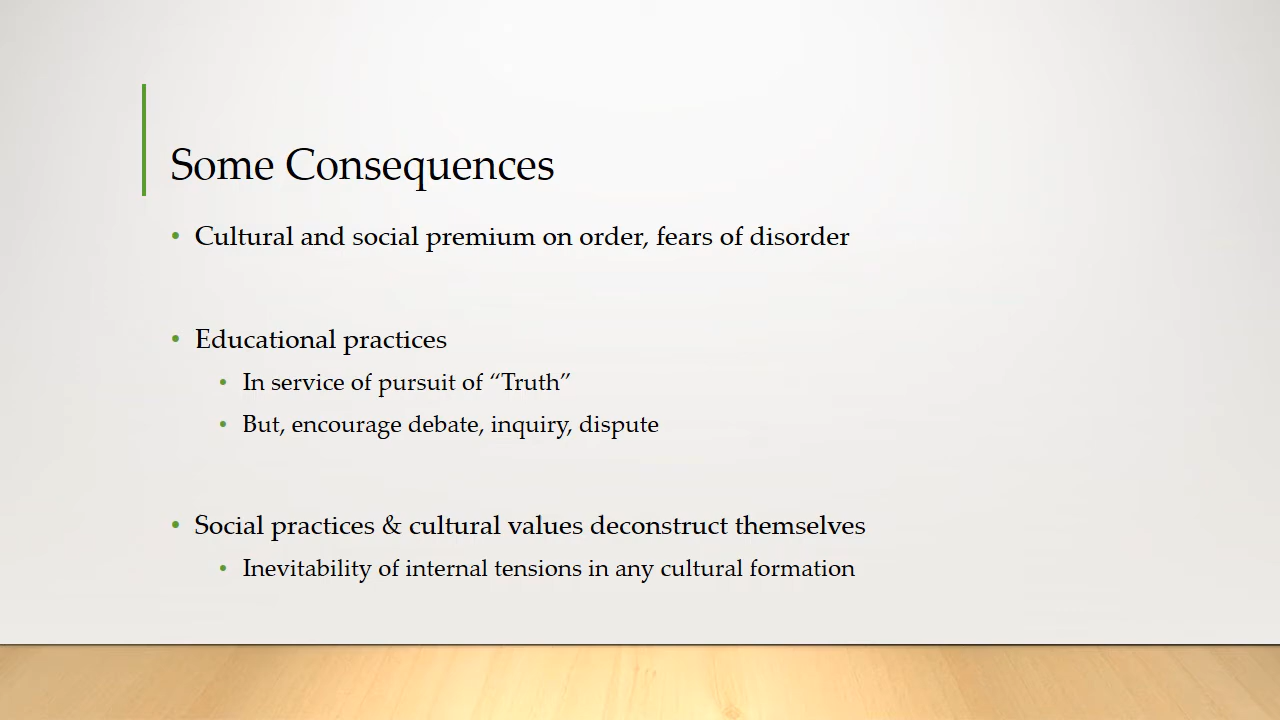 Some Consequences
• Cultural and social premium on order, fears of disorder
• Educational practices
• In service of pursuit of “Truth”
• But, encourage debate, inquiry, dispute
• Social practices & cultural values deconstruct themselves
• Inevitability of internal tensions in any cultural formation